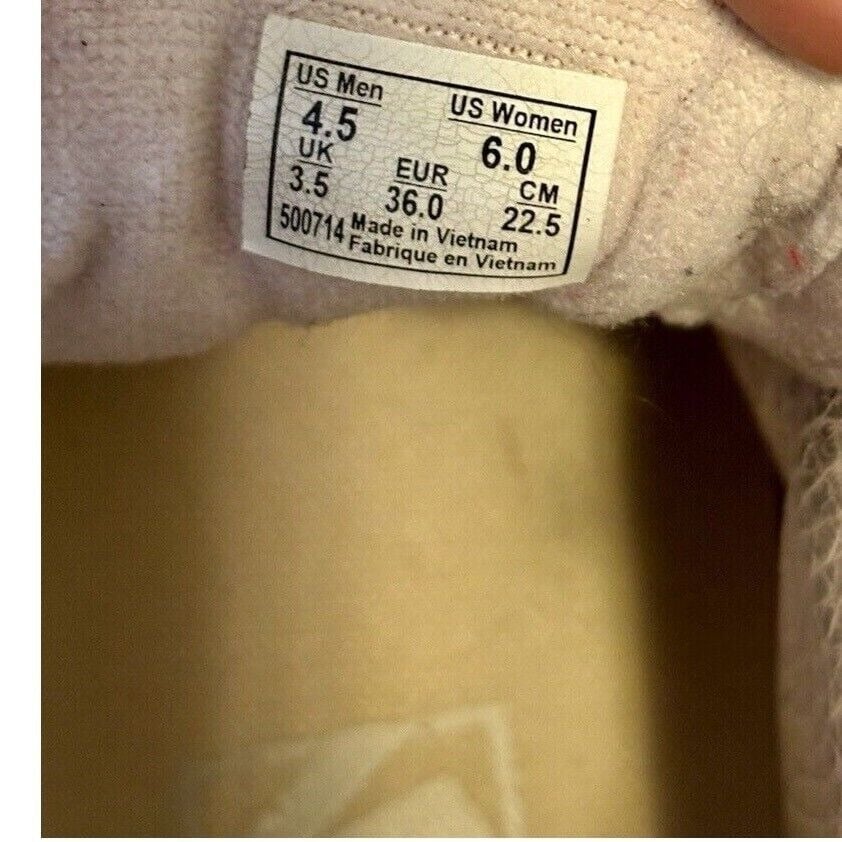 US Men
4.5
US Women
6.0
UK
3.5
EUR
36.0
CM
22.5
500714
Made in Vietnam
Fabrique en Vietnam